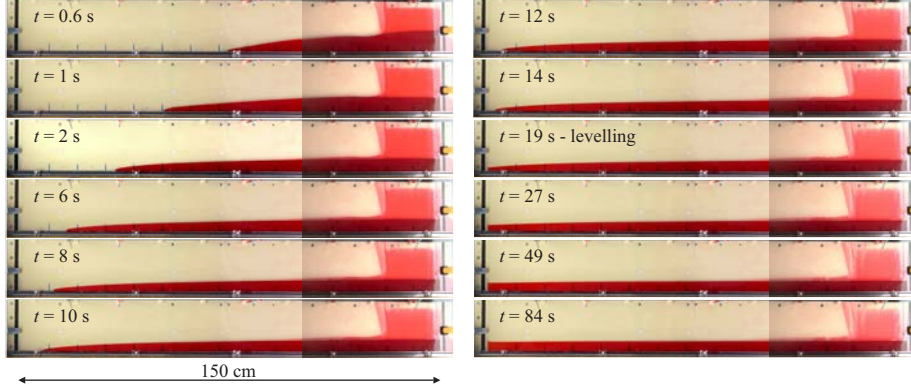 t = 0.6 s
t = 1 s
t = 2 s
t = 6 s
t = 8 s
t = 10 s
150 cm
t = 12 s
t = 14 s
t = 19 s - levelling
t = 27 s
t = 49 s
t = 84 s